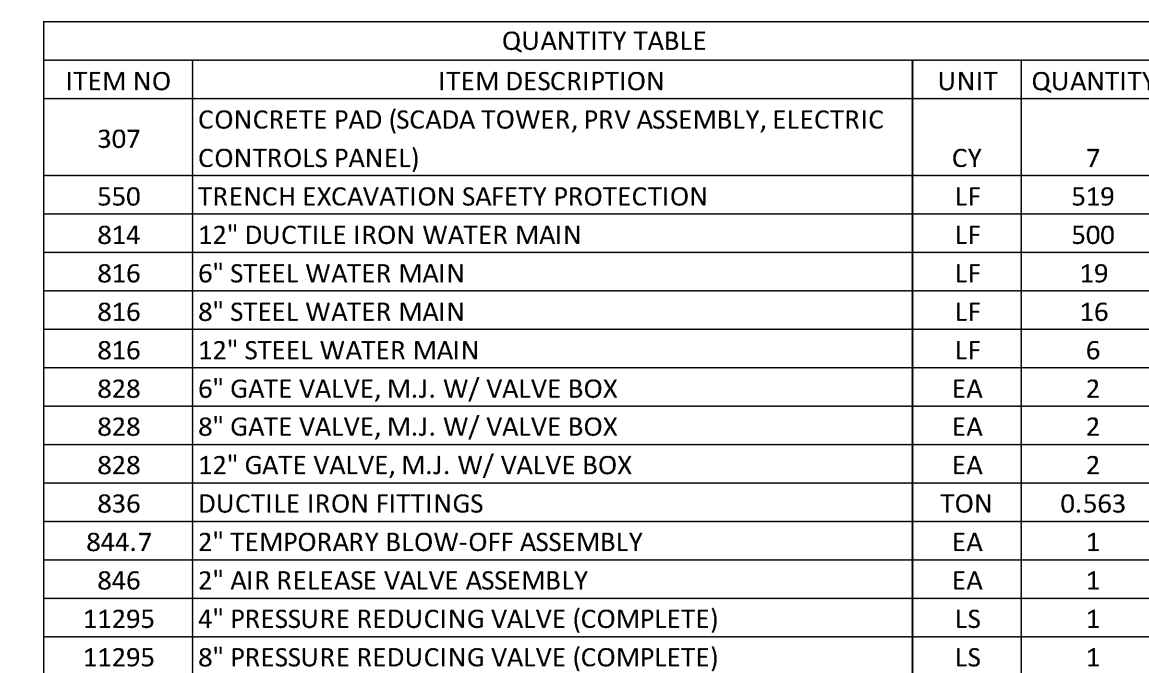 QUANTITY TABLE
ITEM NO ITEM DESCRIPTION UNIT QUANTITY
307 CONCRETE PAD (SCADA TOWER, PRV ASSEMBLY, ELECTRIC
CONTROLS PANEL) CY 7
550 TRENCH EXCAVATION SAFETY PROTECTION LF 519
814 12" DUCTILE IRON WATER MAIN LF 500
816 6" STEEL WATER MAIN LF 19
816 8" STEEL WATER MAIN LF 16
816 12" STEEL WATER MAIN LF 6
828 6" GATE VALVE, M.J. W/ VALVE BOX EA 2
828 8" GATE VALVE, M.J. W/ VALVE BOX EA 2
828 12" GATE VALVE, M.J. W/ VALVE BOX EA 2
836 DUCTILE IRON FITTINGS TON 0.563
844.7 2" TEMPORARY BLOW-OFF ASSEMBLY EA 1
846 2" AIR RELEASE VALVE ASSEMBLY EA 1
11295 4" PRESSURE REDUCING VALVE (COMPLETE) LS 1
11295 8" PRESSURE REDUCING VALVE (COMPLETE) LS 1